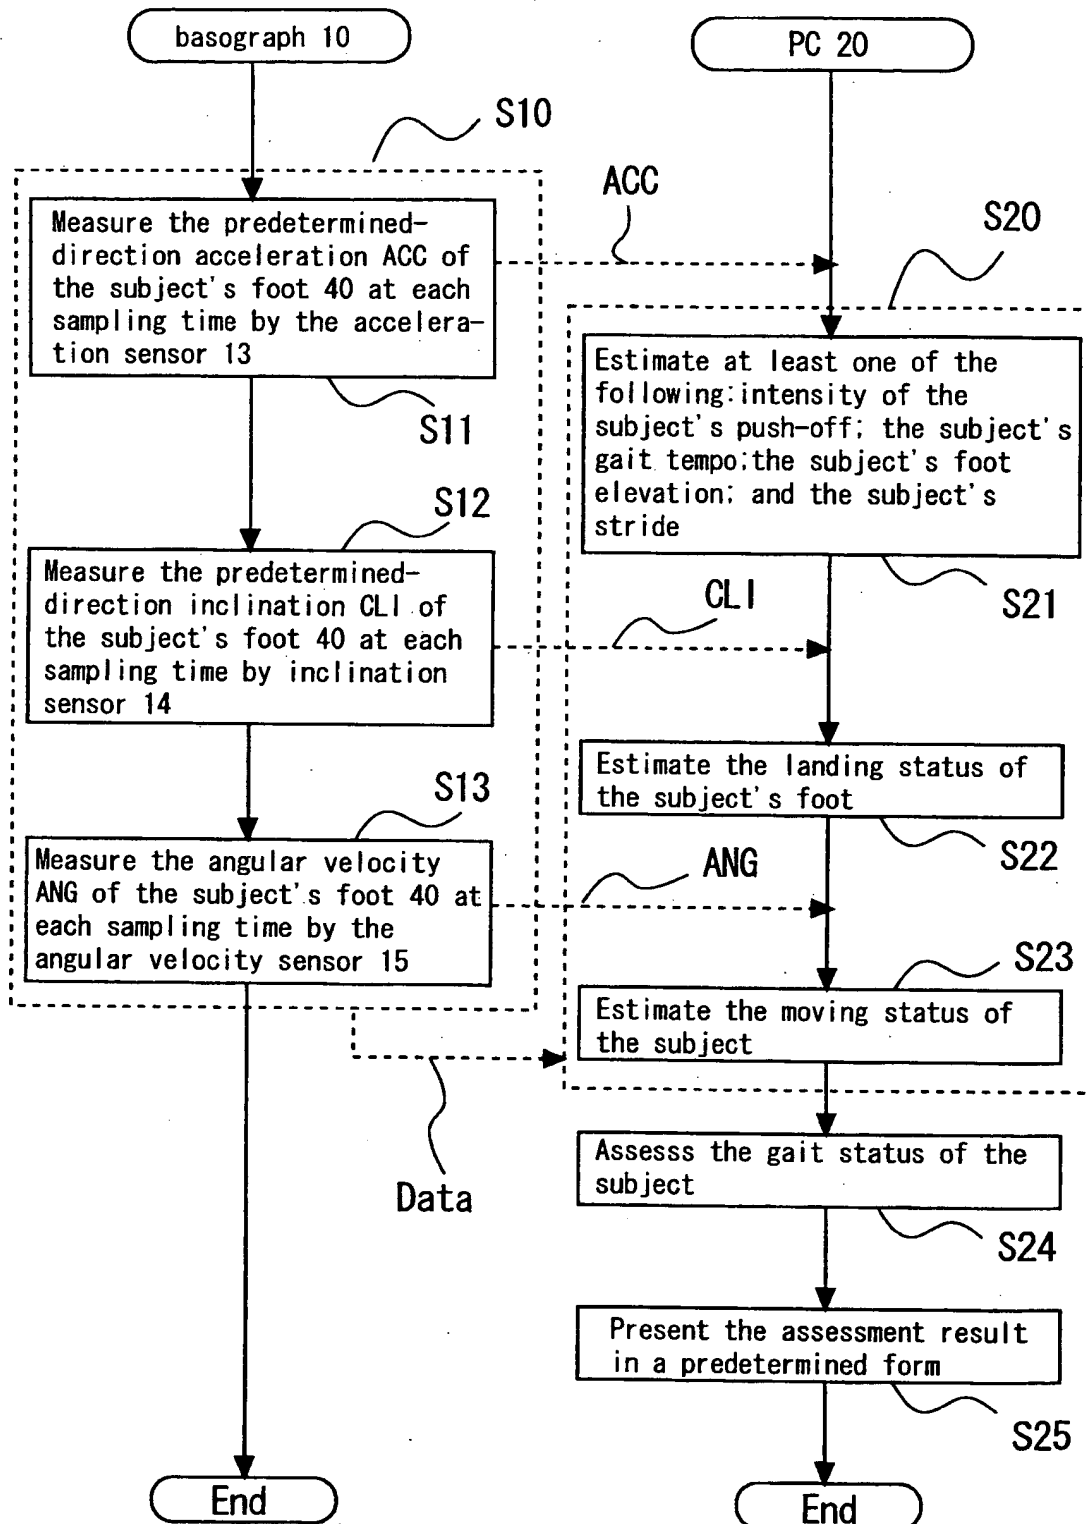 basograph 10
PC 20
S10
ACC
S20
Measure the predetermined-
direction acceleration ACC of
the subject's foot 40 at each
sampling time by the accelera-
tion sensor 13
S11
Estimate at least one of the
following:intensity of the
subject's push-off; the subject's
gait tempo;the subject's foot
elevation; and the subject's
stride
S21
S12
Measure the predetermined-
direction inclination CLI of
the subject's foot 40 at each
sampling time by inclination
sensor 14
CLI
Estimate the landing status of
the subject's foot
S22
S13
Measure the angular velocity
ANG of the subject's foot 40 at
each sampling time by the
angular velocity sensor 15
ANG
S23
Estimate the moving status of
the subject
Data
Assesss the gait status of the
subject
S24
Present the assessment result
in a predetermined form
S25
End
End